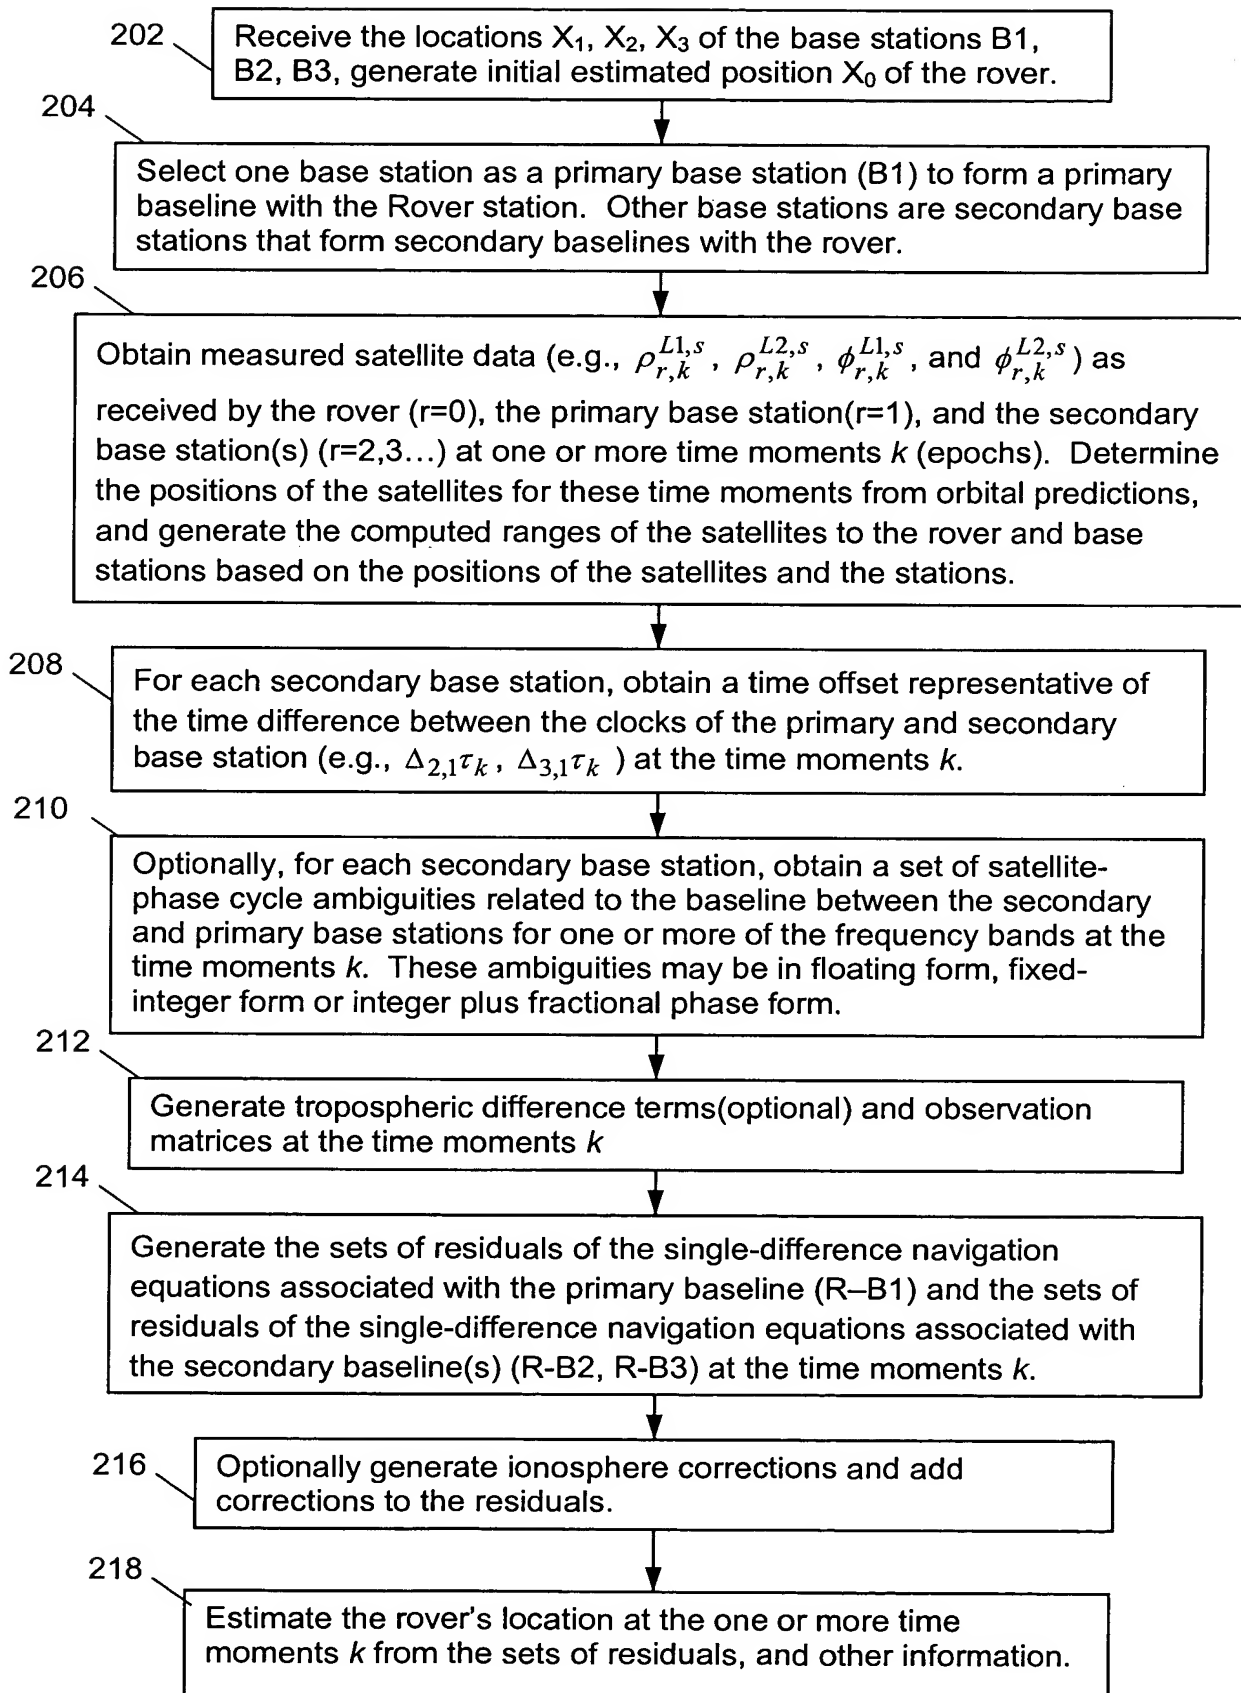 202
Receive the locations X₁, X₂, X₃ of the base stations B1,
B2, B3, generate initial estimated position X₀ of the rover.
204
Select one base station as a primary base station (B1) to form a primary
baseline with the Rover station. Other base stations are secondary base
stations that form secondary baselines with the rover.
206
Obtain measured satellite data (e.g., $\rho_{r,k}^{L1,s}$, $\rho_{r,k}^{L2,s}$, $\phi_{r,k}^{L1,s}$, and $\phi_{r,k}^{L2,s}$) as
received by the rover (r=0), the primary base station(r=1), and the secondary
base station(s) (r=2,3...) at one or more time moments k (epochs). Determine
the positions of the satellites for these time moments from orbital predictions,
and generate the computed ranges of the satellites to the rover and base
stations based on the positions of the satellites and the stations.
208
For each secondary base station, obtain a time offset representative of
the time difference between the clocks of the primary and secondary
base station (e.g., $\Delta_{2,1}\tau_k$, $\Delta_{3,1}\tau_k$ ) at the time moments k.
210
Optionally, for each secondary base station, obtain a set of satellite-
phase cycle ambiguities related to the baseline between the secondary
and primary base stations for one or more of the frequency bands at the
time moments k. These ambiguities may be in floating form, fixed-
integer form or integer plus fractional phase form.
212
Generate tropospheric difference terms(optional) and observation
matrices at the time moments k
214
Generate the sets of residuals of the single-difference navigation
equations associated with the primary baseline (R–B1) and the sets of
residuals of the single-difference navigation equations associated with
the secondary baseline(s) (R-B2, R-B3) at the time moments k.
216
Optionally generate ionosphere corrections and add
corrections to the residuals.
218
Estimate the rover's location at the one or more time
moments k from the sets of residuals, and other information.